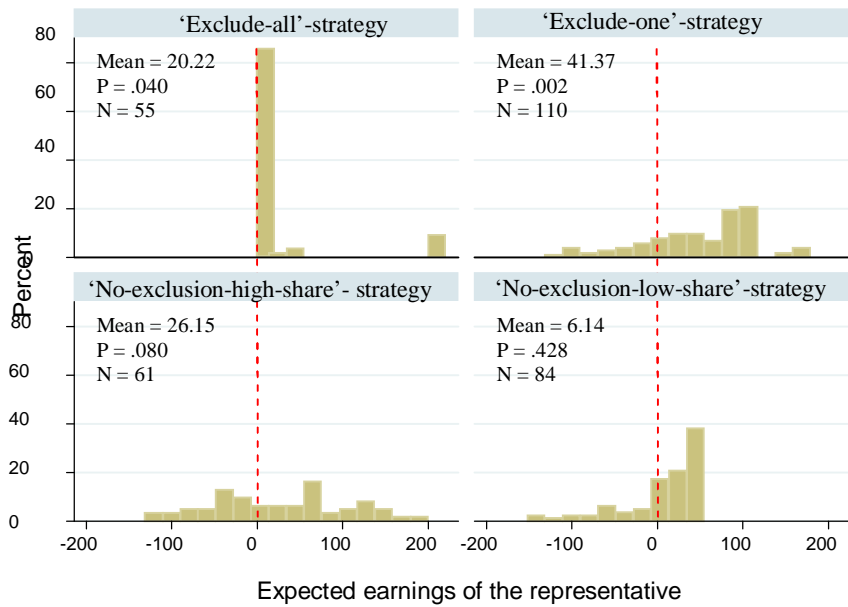 ‘Exclude-all’-strategy
Mean = 20.22
P = .040
N = 55
‘Exclude-one’-strategy
Mean = 41.37
P = .002
N = 110
80
60
40
20
Percent
‘No-exclusion-high-share’- strategy
Mean = 26.15
P = .080
N = 61
‘No-exclusion-low-share’-strategy
Mean = 6.14
P = .428
N = 84
80
60
40
20
0
-200 -100 0 100 200
-200 -100 0 100 200
Expected earnings of the representative